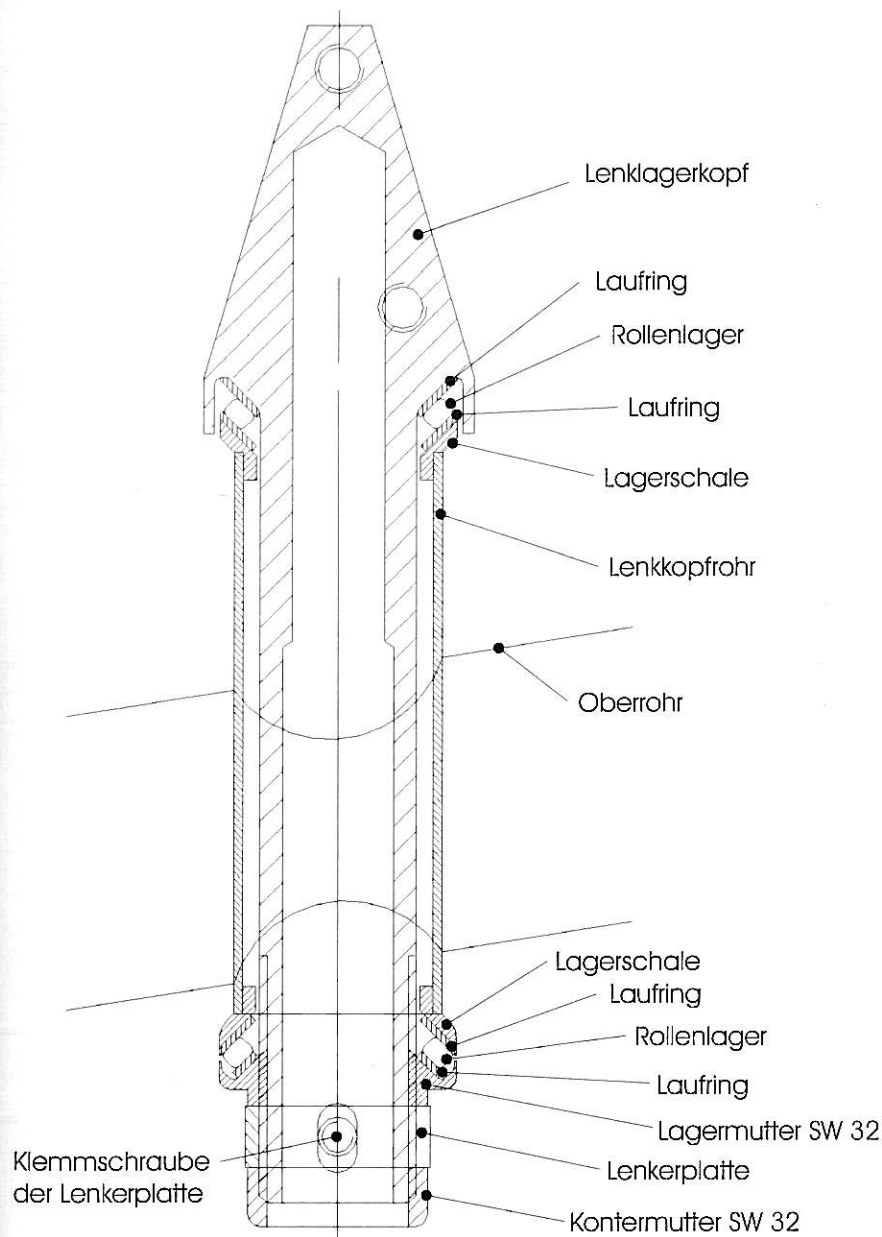 Lenklagerkopf
Laufring
Rollenlager
Laufring
Lagerschale
Lenkkopfrohr
Oberrohr
Lagerschale
Laufring
Rollenlager
Laufring
Lagermutter SW 32
Klemmschraube
der Lenkerplatte
Lenkerplatte
Kontermutter SW 32